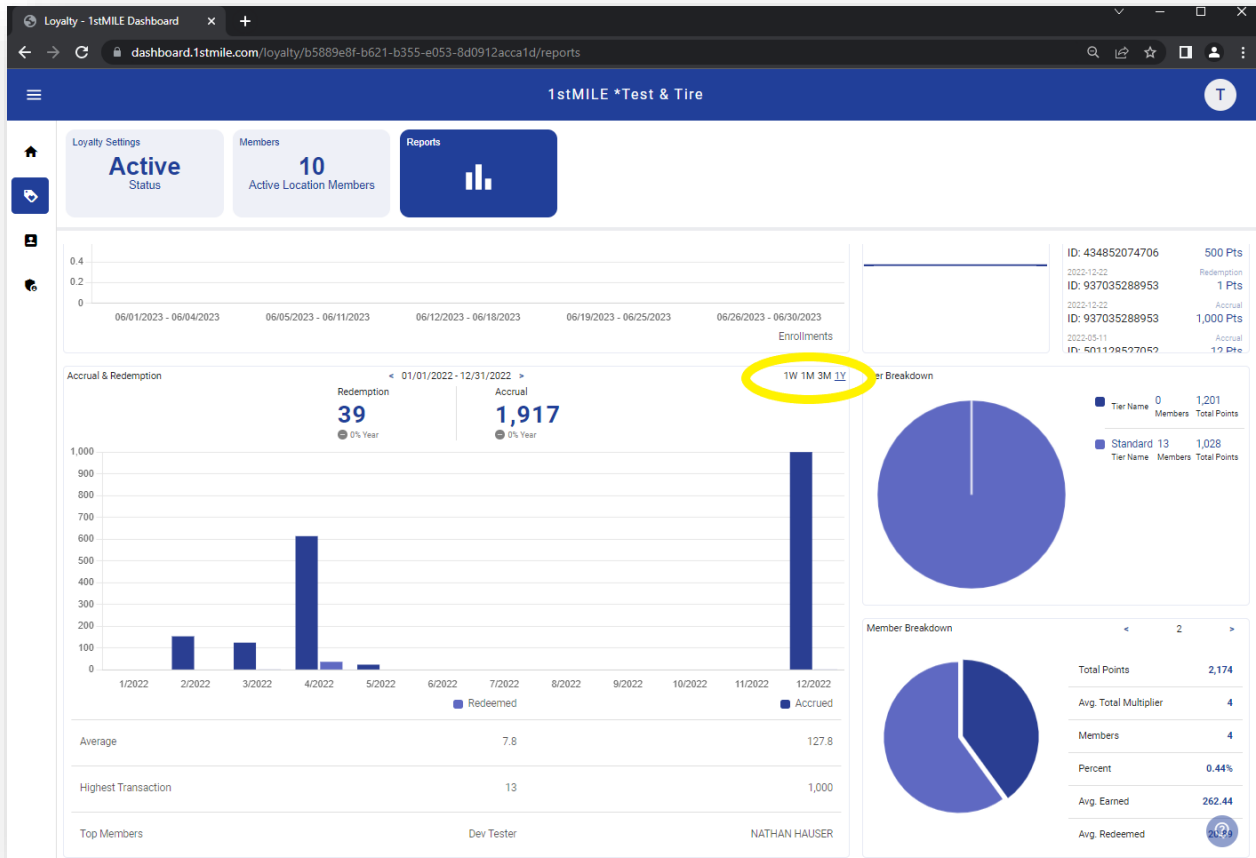 Loyalty - 1stMILE Dashboard
dashboard.1stmile.com/loyalty/b5889e8f-b621-b355-e053-8d0912acca1d/reports
1stMILE *Test & Tire
T
Loyalty Settings
Active
Status
Members
10
Active Location Members
Reports
0.4
0.2
0
06/01/2023 - 06/04/2023
06/05/2023 - 06/11/2023
06/12/2023 - 06/18/2023
06/19/2023 - 06/25/2023
06/26/2023 - 06/30/2023
Enrollments
ID: 434852074706 500 Pts
2022-12-22 Redemption
ID: 937035288953 1 Pts
2022-12-22 Accrual
ID: 937035288953 1,000 Pts
2022-05-11 Accrual
ID: 501128527052 12 Pts
Accrual & Redemption
< 01/01/2022 - 12/31/2022 >
1W 1M 3M 1Y
Redemption
39
0% Year
Accrual
1,917
0% Year
1,000
900
800
700
600
500
400
300
200
100
0
1/2022 2/2022 3/2022 4/2022 5/2022 6/2022 7/2022 8/2022 9/2022 10/2022 11/2022 12/2022
Redeemed
Accrued
Average 7.8 127.8
Highest Transaction 13 1,000
Top Members Dev Tester NATHAN HAUSER
er Breakdown
Tier Name 0 Members 1,201 Total Points
Standard 13 1,028
Tier Name Members Total Points
Member Breakdown
< 2 >
Total Points 2,174
Avg. Total Multiplier 4
Members 4
Percent 0.44%
Avg. Earned 262.44
Avg. Redeemed